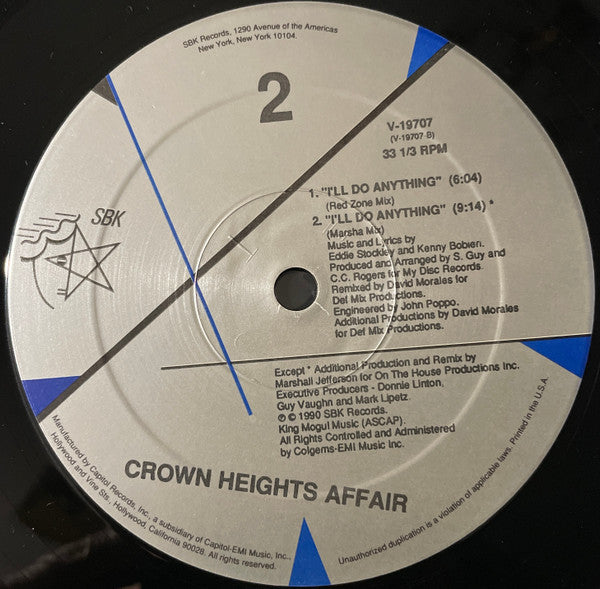 SBK Records, 1290 Avenue of the Americas
New York, New York 10104.
2
V-19707
(V-19707-B)
33 1/3 RPM
1. "I'LL DO ANYTHING" (6:04)
(Red Zone Mix)
2. "I'LL DO ANYTHING" (9:14) *
(Marsha Mix)
Music and Lyrics by
Eddie Stockley and Kenny Bobien.
Produced and Arranged by S. Guy and
C.C. Rogers for My Disc Records.
Remixed by David Morales for
Def Mix Productions.
Engineered by John Poppo.
Additional Productions by David Morales
for Def Mix Productions.
SBK
Except * Additional Production and Remix by
Marshall Jefferson for On The House Productions Inc.
Executive Producers - Donnie Linton,
Guy Vaughn and Mark Lipetz.
℗ © 1990 SBK Records.
King Mogul Music (ASCAP).
All Rights Controlled and Administered
by Colgems-EMI Music Inc.
CROWN HEIGHTS AFFAIR
Manufactured by Capitol Records, Inc., a subsidiary of Capitol-EMI Music, Inc.,
Hollywood and Vine Sts., Hollywood, California 90028. All rights reserved.
Unauthorized duplication is a violation of applicable laws. Printed in the U.S.A.